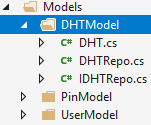 Models
DHTModel
C# DHT.cs
C# DHTRepo.cs
C# IDHTRepo.cs
PinModel
UserModel